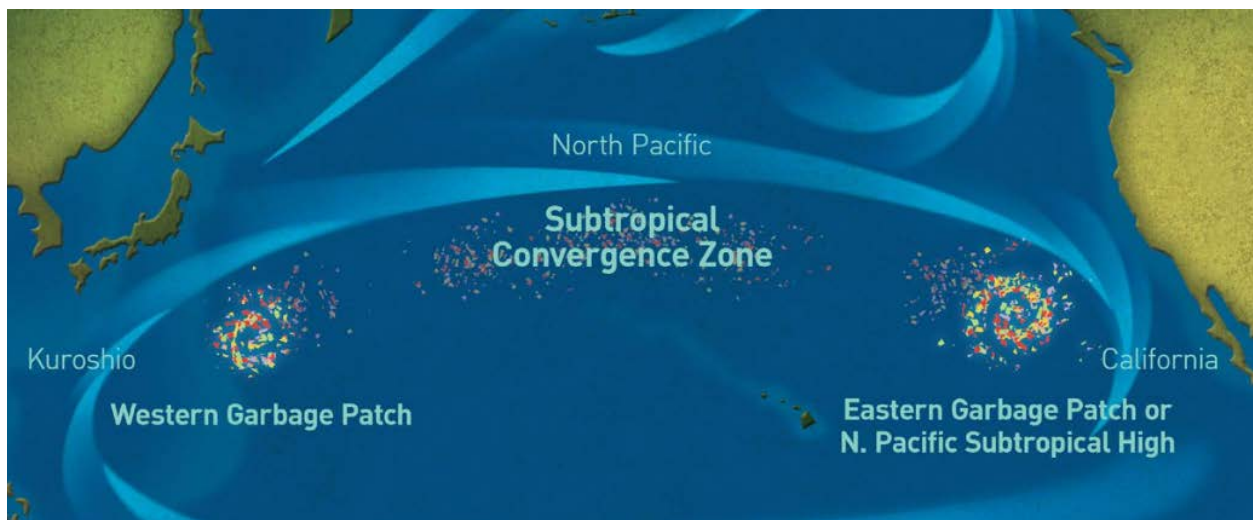 North Pacific
Subtropical
Convergence Zone
Kuroshio
California
Western Garbage Patch
Eastern Garbage Patch or
N. Pacific Subtropical High